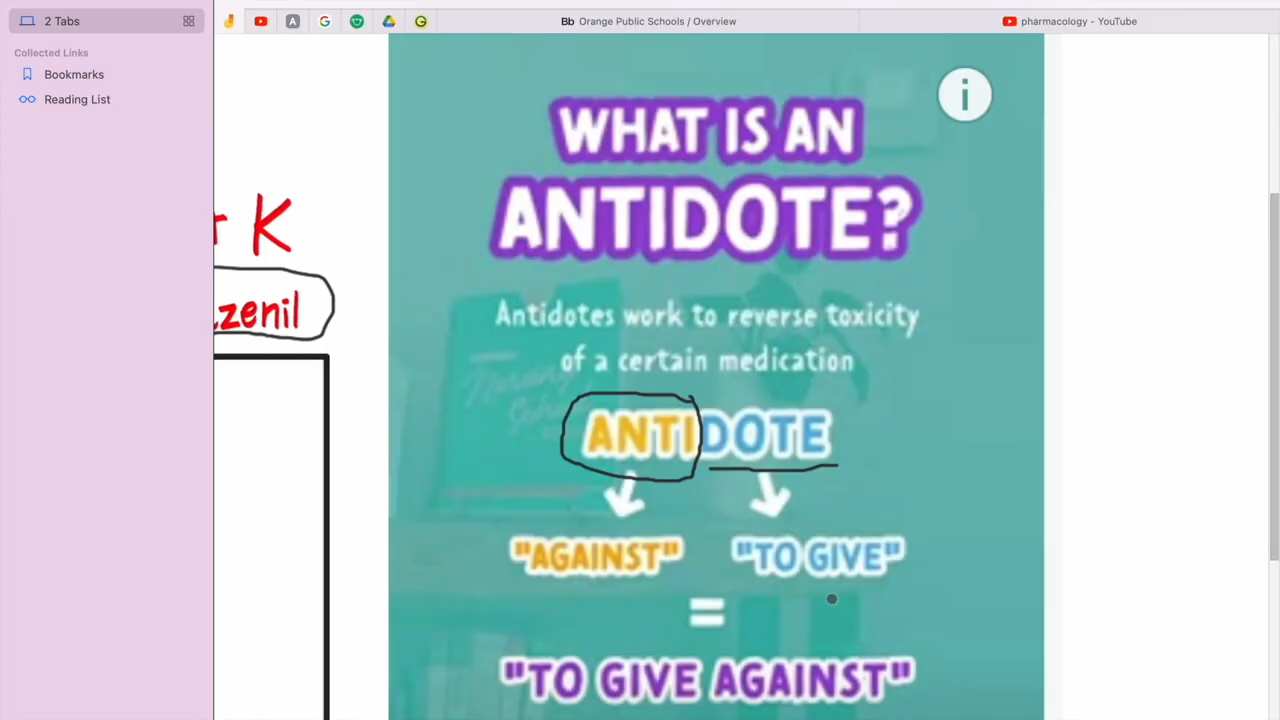 2 Tabs
Collected Links
Bookmarks
Reading List
A
G
Bb Orange Public Schools / Overview
pharmacology - YouTube
i
K
zenil
WHAT IS AN
ANTIDOTE?
Antidotes work to reverse toxicity
of a certain medication
ANTIDOTE
"AGAINST" "TO GIVE"
=
"TO GIVE AGAINST"